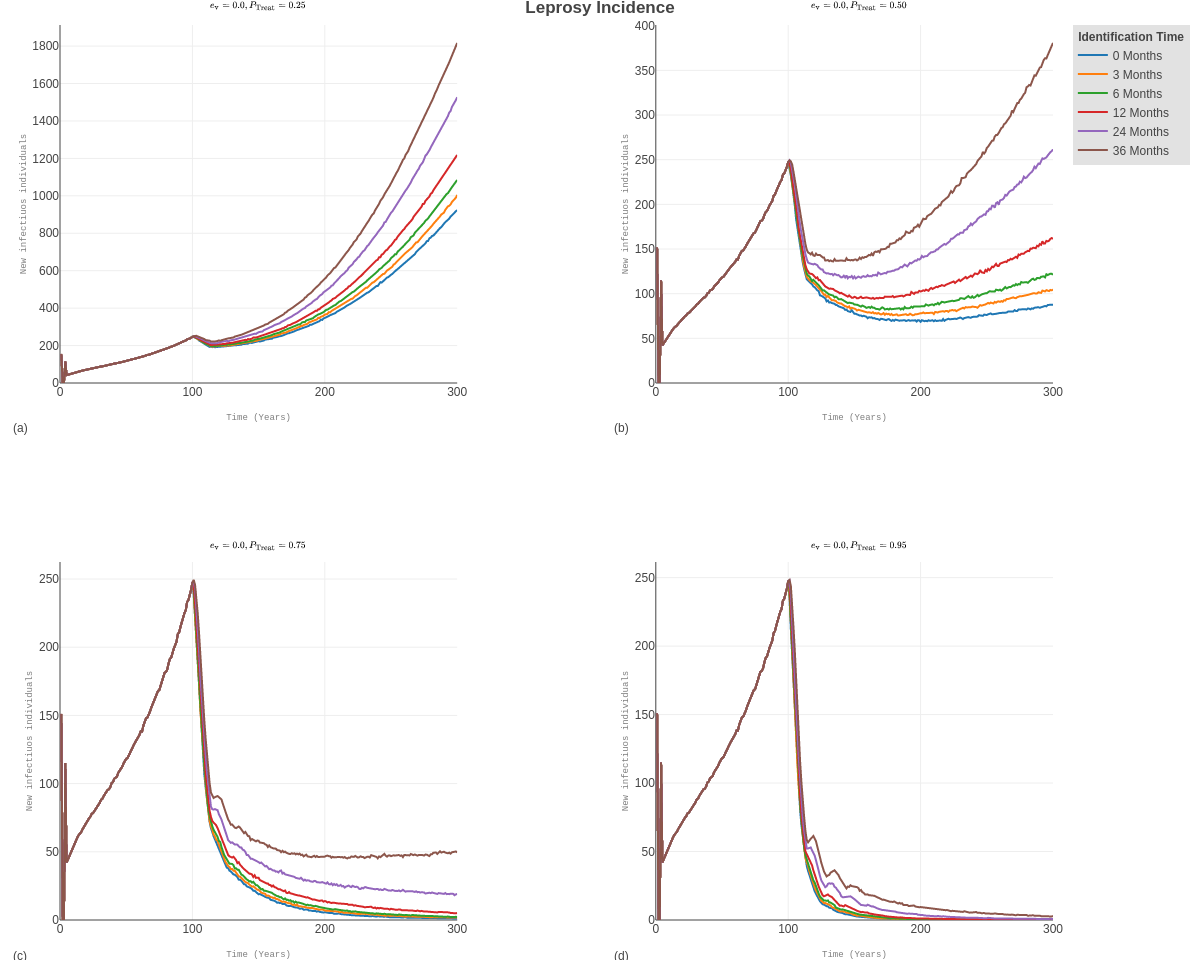 Leprosy Incidence
e_v = 0.0, P_Treat = 0.25
e_v = 0.0, P_Treat = 0.50
1800
1600
1400
1200
1000
800
600
400
200
0
0 100 200 300
New infectiuos individuals
Time (Years)
(a)
400
350
300
250
200
150
100
50
0
0 100 200 300
New infectiuos individuals
Time (Years)
(b)
Identification Time
0 Months
3 Months
6 Months
12 Months
24 Months
36 Months
e_v = 0.0, P_Treat = 0.75
250
200
150
100
50
0
0 100 200 300
New infectiuos individuals
Time (Years)
(c)
e_v = 0.0, P_Treat = 0.95
250
200
150
100
50
0
0 100 200 300
New infectiuos individuals
Time (Years)
(d)